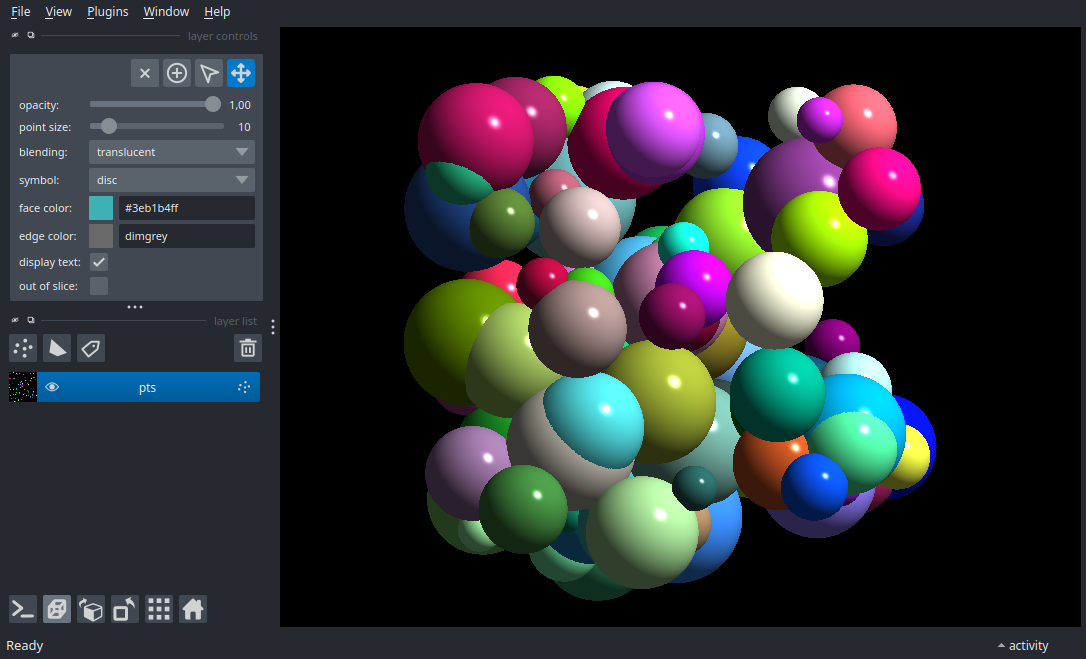 File View Plugins Window Help
layer controls
opacity: 1,00
point size: 10
blending: translucent
symbol: disc
face color: #3eb1b4ff
edge color: dimgrey
display text:
out of slice:
layer list
pts
Ready
activity